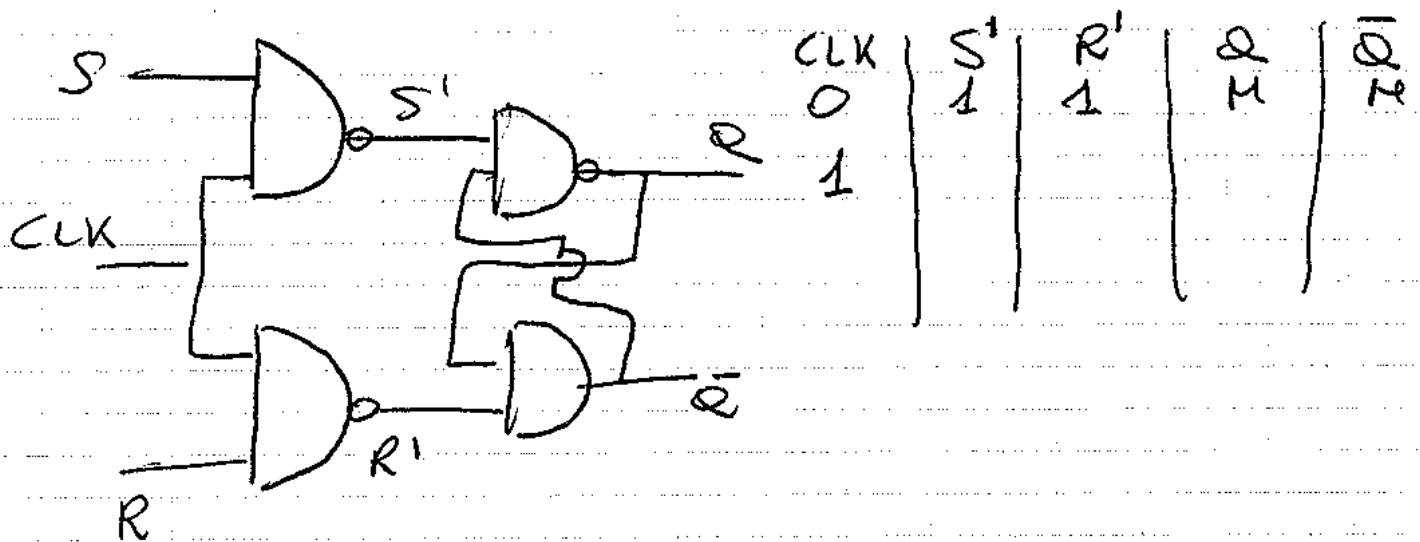 S
S'
Q
CLK
R'
Q̅
R
CLK | S' | R' | Q | Q̅
0 | 1 | 1 | M | M
1